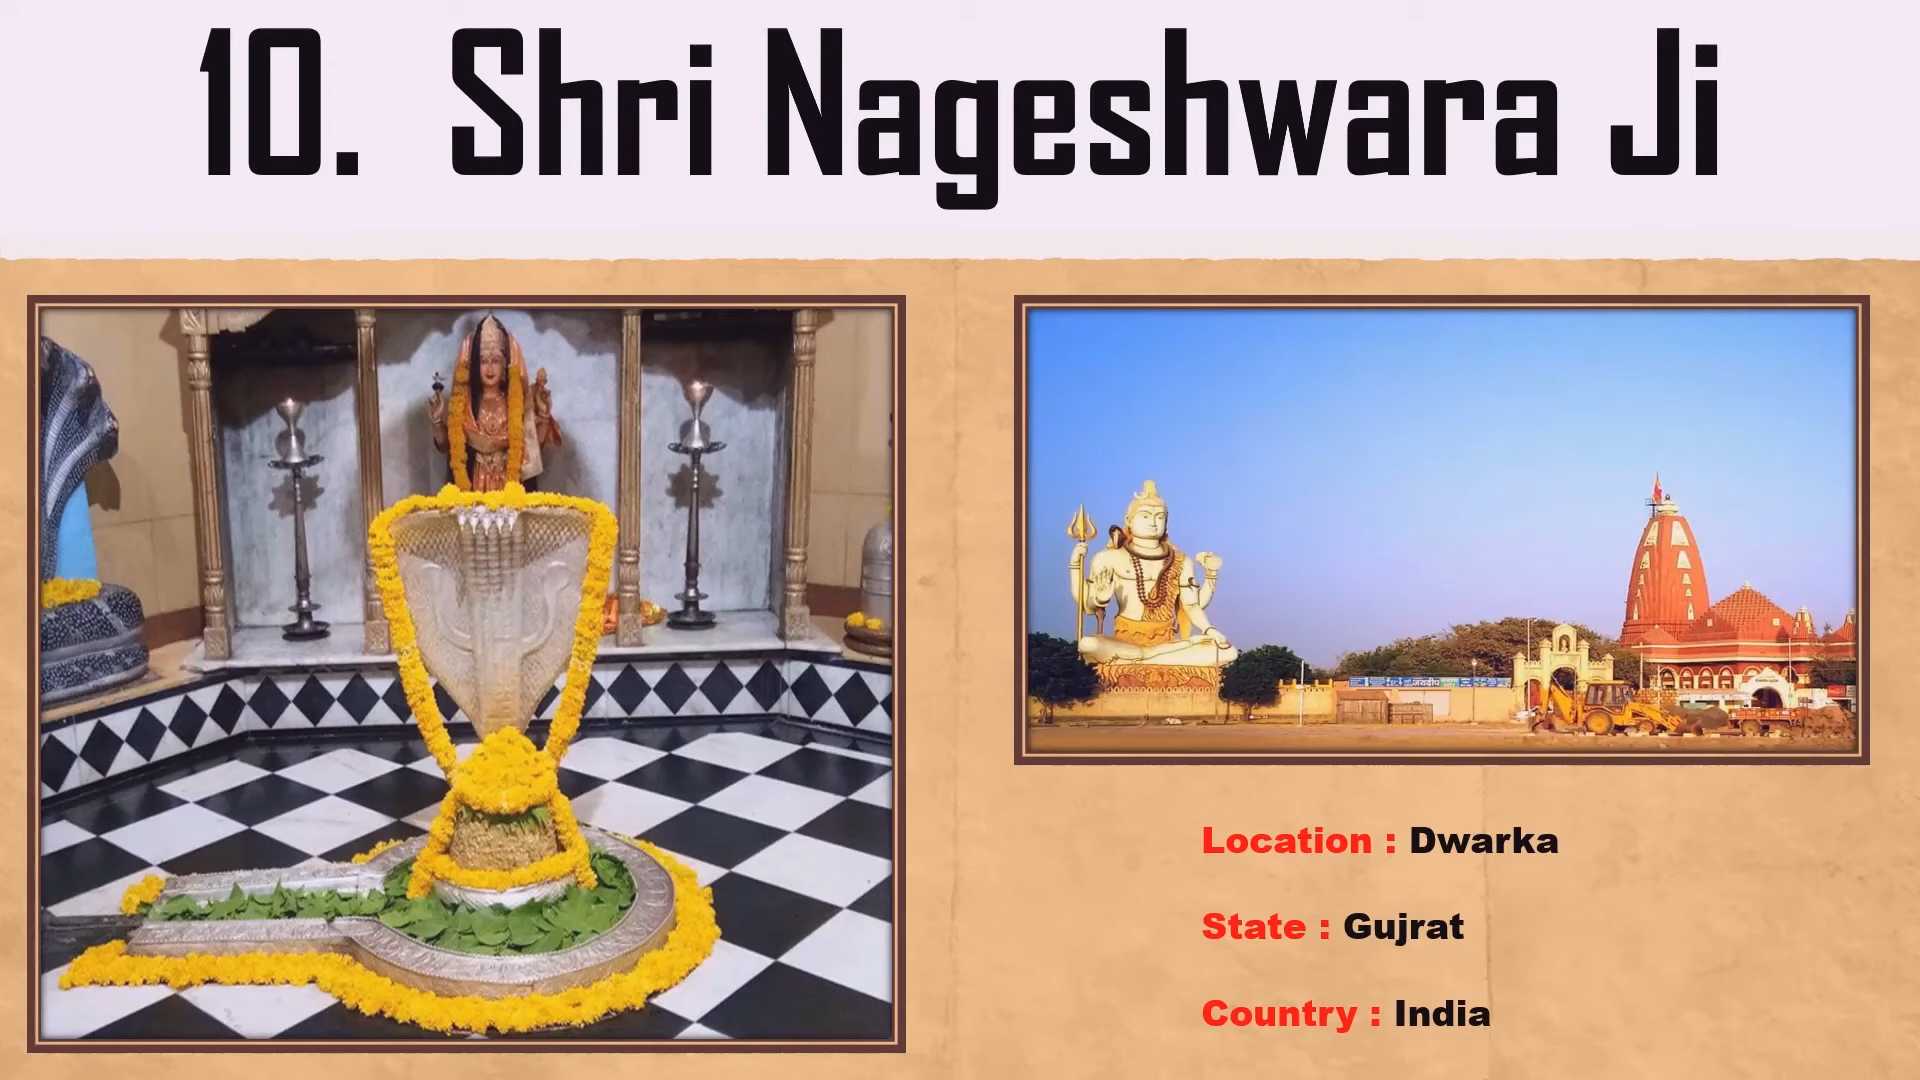 10. Shri Nageshwara Ji
Location : Dwarka
State : Gujrat
Country : India